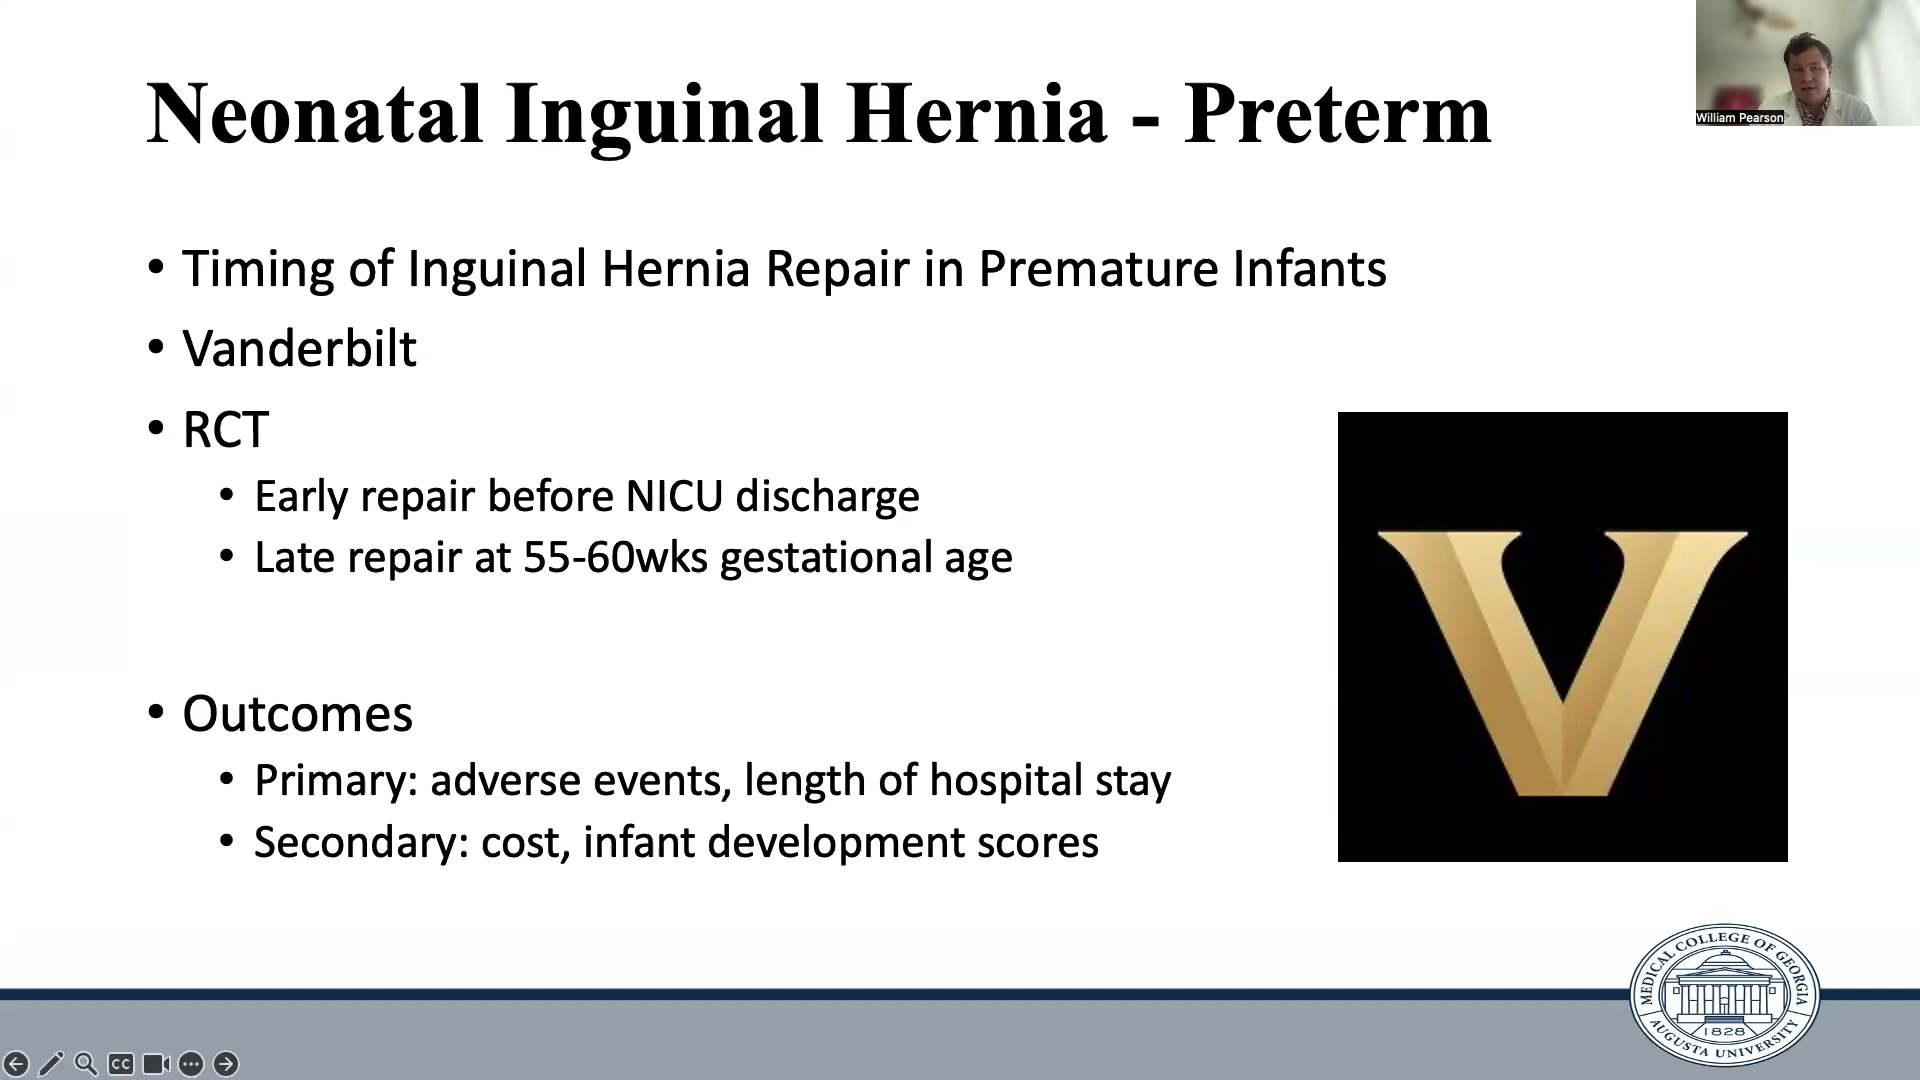 Neonatal Inguinal Hernia - Preterm
William Pearson
• Timing of Inguinal Hernia Repair in Premature Infants
• Vanderbilt
• RCT
• Early repair before NICU discharge
• Late repair at 55-60wks gestational age
• Outcomes
• Primary: adverse events, length of hospital stay
• Secondary: cost, infant development scores
V
MEDICAL COLLEGE OF GEORGIA
1828
AUGUSTA UNIVERSITY
CC